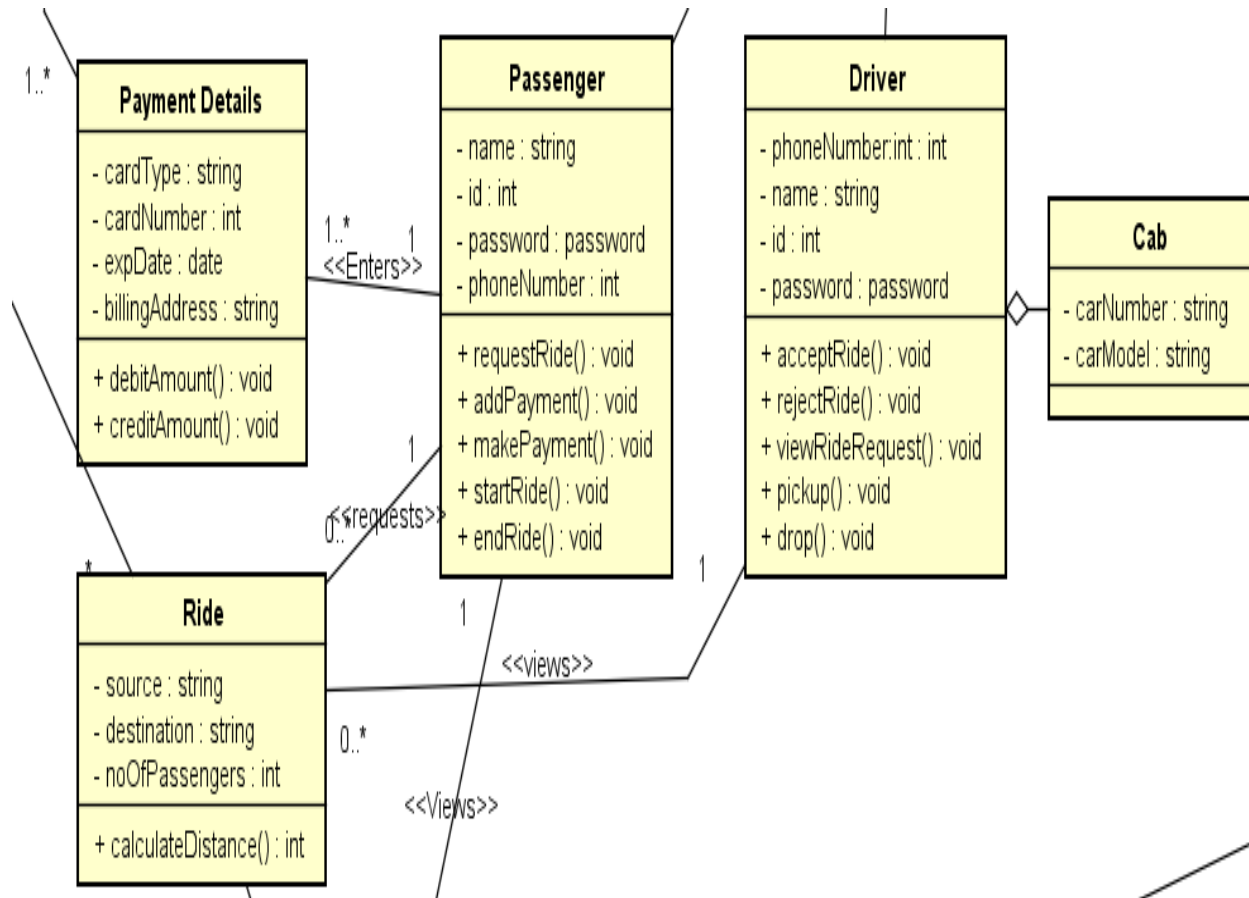 1..*
Payment Details
- cardType : string
- cardNumber : int
- expDate : date
- billingAddress : string
+ debitAmount() : void
+ creditAmount() : void
1..*
1
<<Enters>>
Passenger
- name : string
- id : int
- password : password
- phoneNumber : int
+ requestRide() : void
+ addPayment() : void
+ makePayment() : void
+ startRide() : void
+ endRide() : void
Driver
- phoneNumber:int : int
- name : string
- id : int
- password : password
+ acceptRide() : void
+ rejectRide() : void
+ viewRideRequest() : void
+ pickup() : void
+ drop() : void
Cab
- carNumber : string
- carModel : string
1
<<requests>>
0..*
*
Ride
- source : string
- destination : string
- noOfPassengers : int
+ calculateDistance() : int
1
1
<<views>>
0..*
<<Views>>